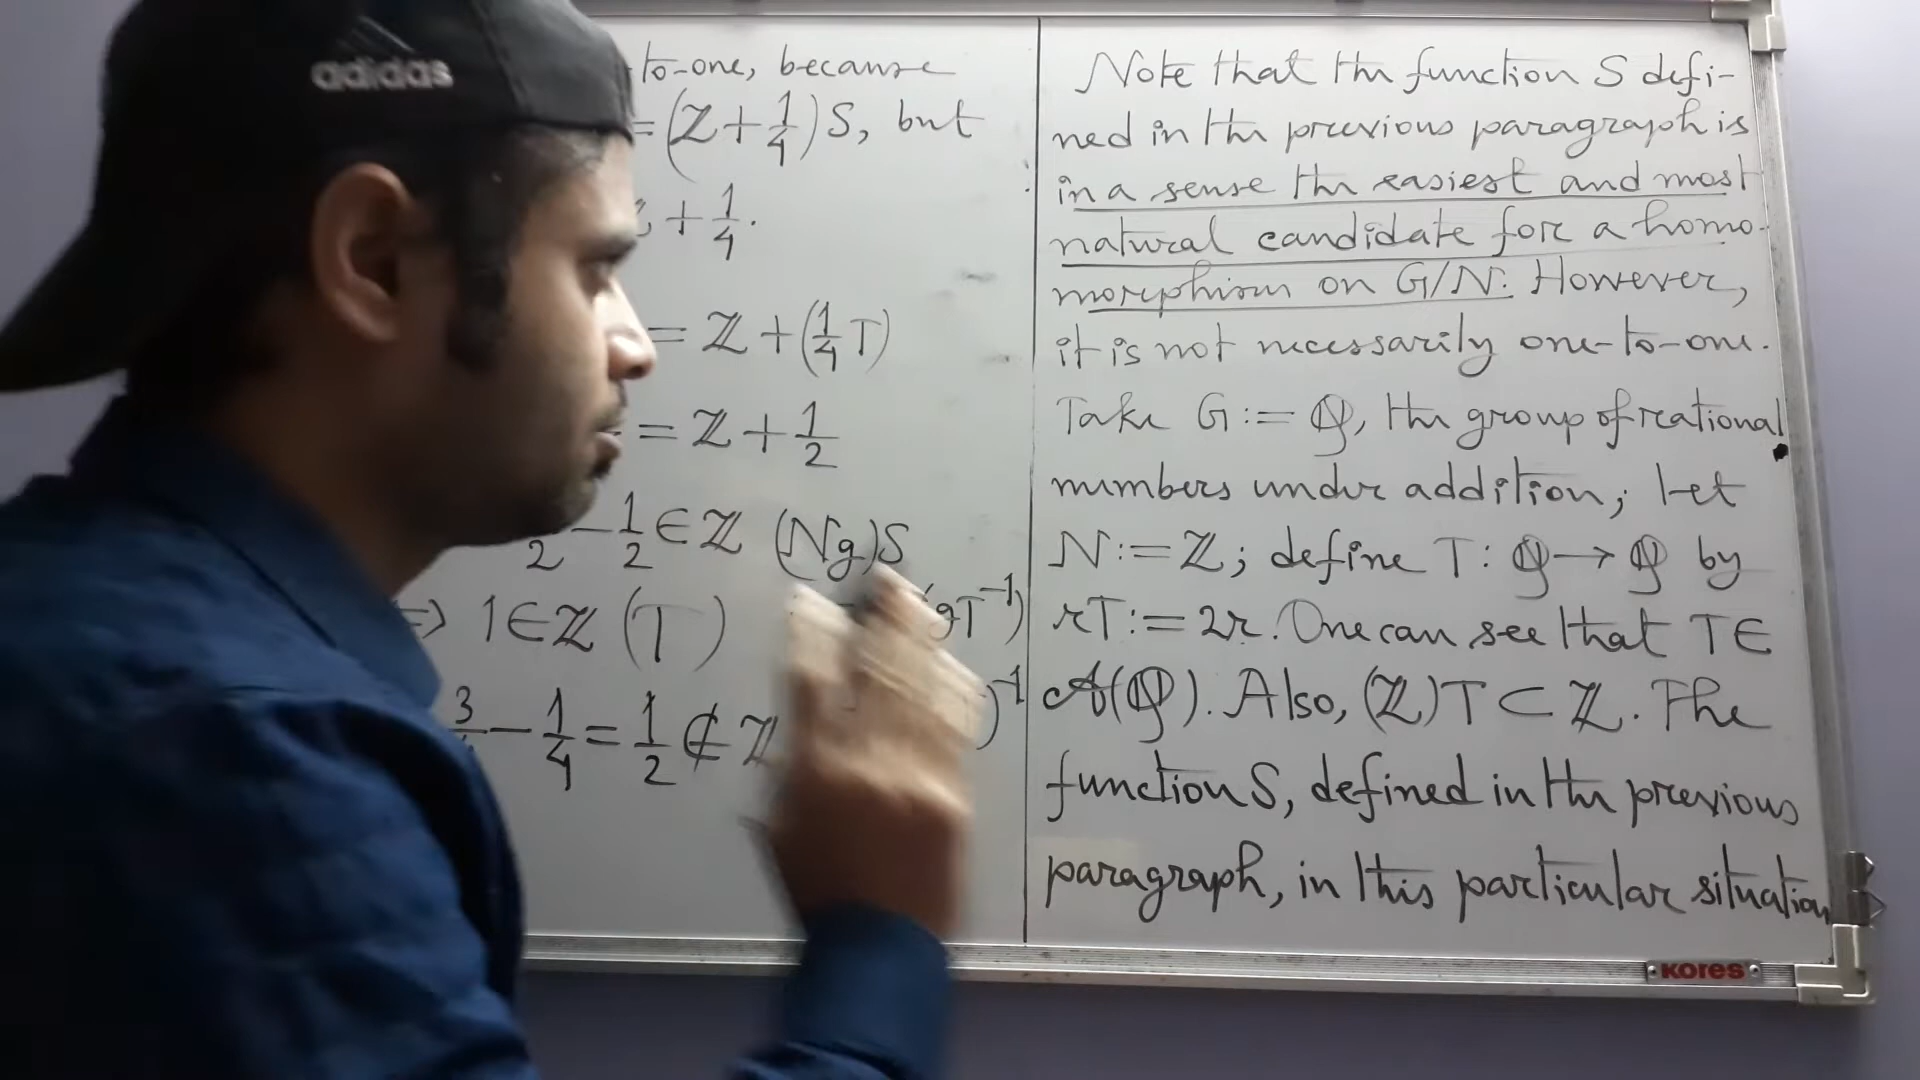 adidas
to-one, because
=(ℤ+1/4)S, but
+ 1/4.
= ℤ+(1/4 T)
= ℤ+1/2
2 - 1/2 ∈ ℤ (Ng)S
⇒ 1∈ℤ (T) gT⁻¹)
3 - 1/4 = 1/2 ∉ ℤ )⁻¹
Note that the function S defi-
ned in the previous paragraph is
in a sense the easiest and most
natural candidate for a homo-
morphism on G/N. However,
it is not necessarily one-to-one.
Take G:= ℚ, the group of rational
numbers under addition; let
N:=ℤ; define T: ℚ→ℚ by
rT:=2r. One can see that T∈
𝒜(ℚ). Also, (ℤ)T⊂ℤ. The
function S, defined in the previous
paragraph, in this particular situation
KORES